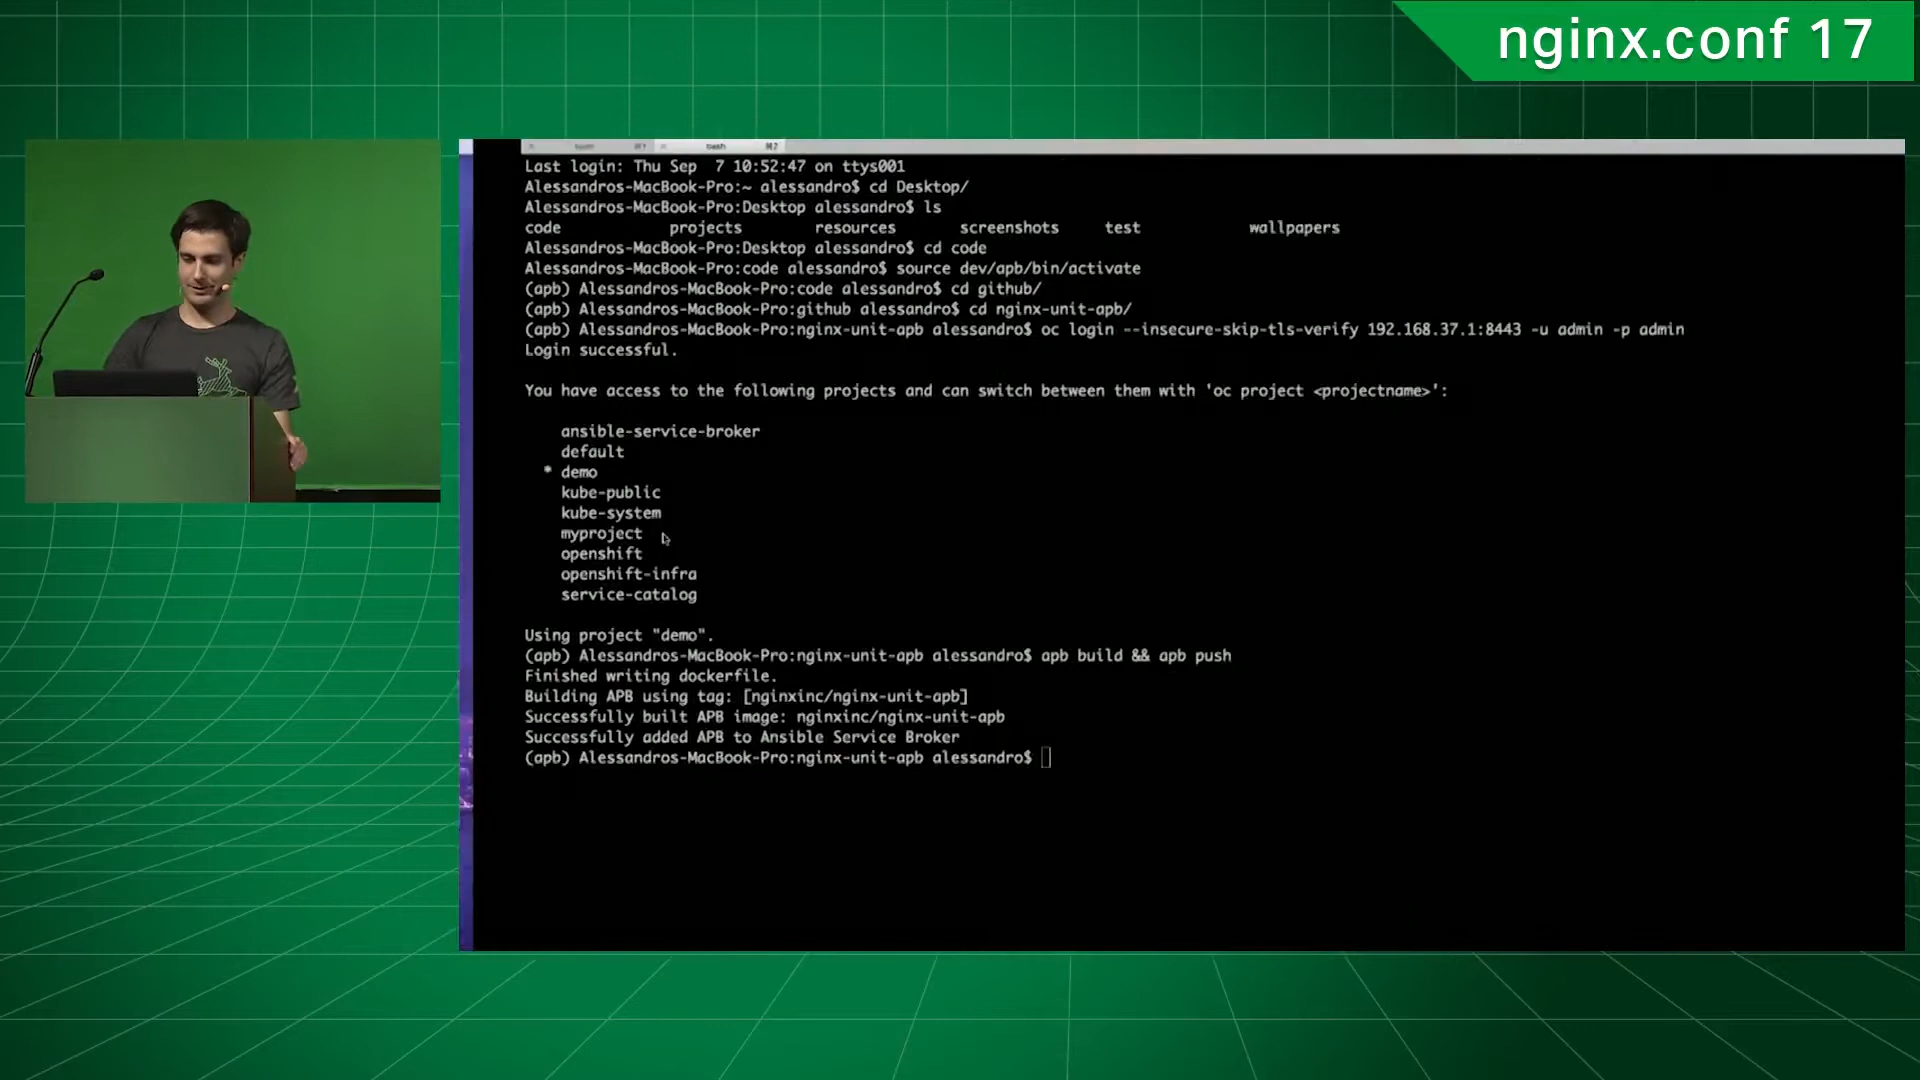 nginx.conf 17
bash
⌘2
Last login: Thu Sep  7 10:52:47 on ttys001
Alessandros-MacBook-Pro:~ alessandro$ cd Desktop/
Alessandros-MacBook-Pro:Desktop alessandro$ ls
code projects resources screenshots test wallpapers
Alessandros-MacBook-Pro:Desktop alessandro$ cd code
Alessandros-MacBook-Pro:code alessandro$ source dev/apb/bin/activate
(apb) Alessandros-MacBook-Pro:code alessandro$ cd github/
(apb) Alessandros-MacBook-Pro:github alessandro$ cd nginx-unit-apb/
(apb) Alessandros-MacBook-Pro:nginx-unit-apb alessandro$ oc login --insecure-skip-tls-verify 192.168.37.1:8443 -u admin -p admin
Login successful.
You have access to the following projects and can switch between them with 'oc project <projectname>':
ansible-service-broker
default
* demo
kube-public
kube-system
myproject
openshift
openshift-infra
service-catalog
Using project "demo".
(apb) Alessandros-MacBook-Pro:nginx-unit-apb alessandro$ apb build && apb push
Finished writing dockerfile.
Building APB using tag: [nginxinc/nginx-unit-apb]
Successfully built APB image: nginxinc/nginx-unit-apb
Successfully added APB to Ansible Service Broker
(apb) Alessandros-MacBook-Pro:nginx-unit-apb alessandro$